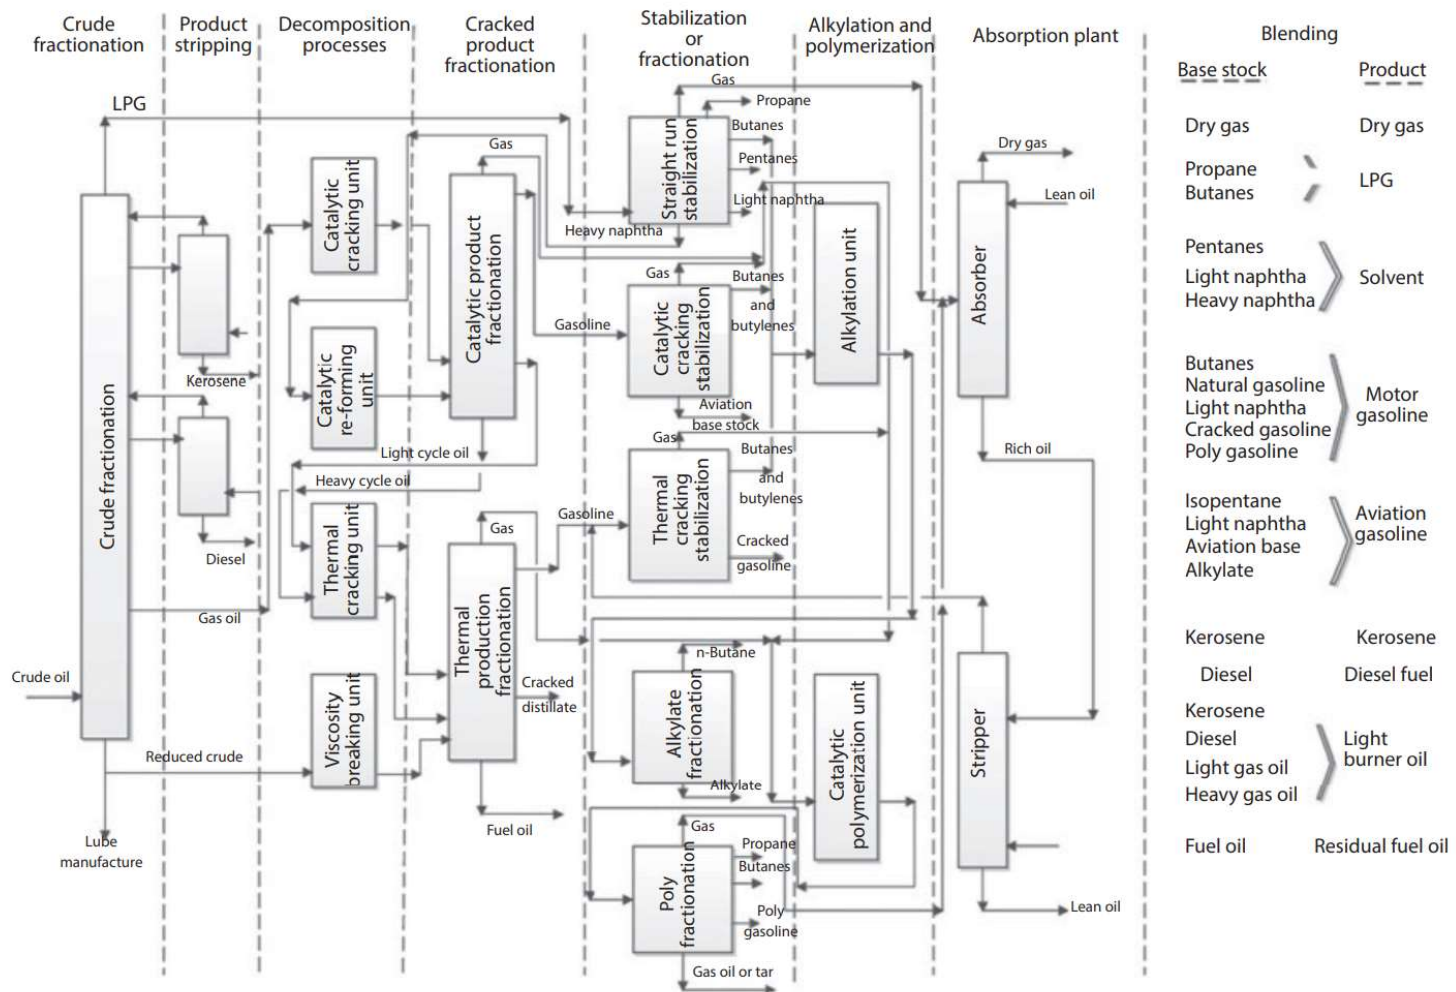 Crude
fractionation
Product
stripping
Decomposition
processes
Cracked
product
fractionation
Stabilization
or
fractionation
Alkylation and
polymerization
Absorption plant
Blending
Base stock
Product
LPG
Gas
Gas
Propane
Butanes
Pentanes
Light naphtha
Heavy naphtha
Straight run
stabilization
Catalytic
cracking unit
Catalytic product
fractionation
Crude fractionation
Kerosene
Diesel
Gas oil
Crude oil
Reduced crude
Lube
manufacture
Catalytic
re-forming
unit
Light cycle oil
Heavy cycle oil
Thermal
cracking unit
Viscosity
breaking unit
Gas
Thermal
production
fractionation
Cracked
distillate
Fuel oil
Gasoline
Gas
Butanes
and
butylenes
Catalytic
cracking
stabilization
Aviation
base stock
Gasoline
Gas
Butanes
and
butylenes
Thermal
cracking
stabilization
Cracked
gasoline
n-Butane
Alkylate
fractionation
Alkylate
Gas
Propane
Butanes
Poly
fractionation
Poly
gasoline
Gas oil or tar
Alkylation unit
Catalytic
polymerization unit
Dry gas
Lean oil
Absorber
Rich oil
Stripper
Lean oil
Dry gas
Dry gas
Propane
Butanes
LPG
Pentanes
Light naphtha
Heavy naphtha
Solvent
Butanes
Natural gasoline
Light naphtha
Cracked gasoline
Poly gasoline
Motor
gasoline
Isopentane
Light naphtha
Aviation base
Alkylate
Aviation
gasoline
Kerosene
Kerosene
Diesel
Diesel fuel
Kerosene
Diesel
Light gas oil
Heavy gas oil
Light
burner oil
Fuel oil
Residual fuel oil